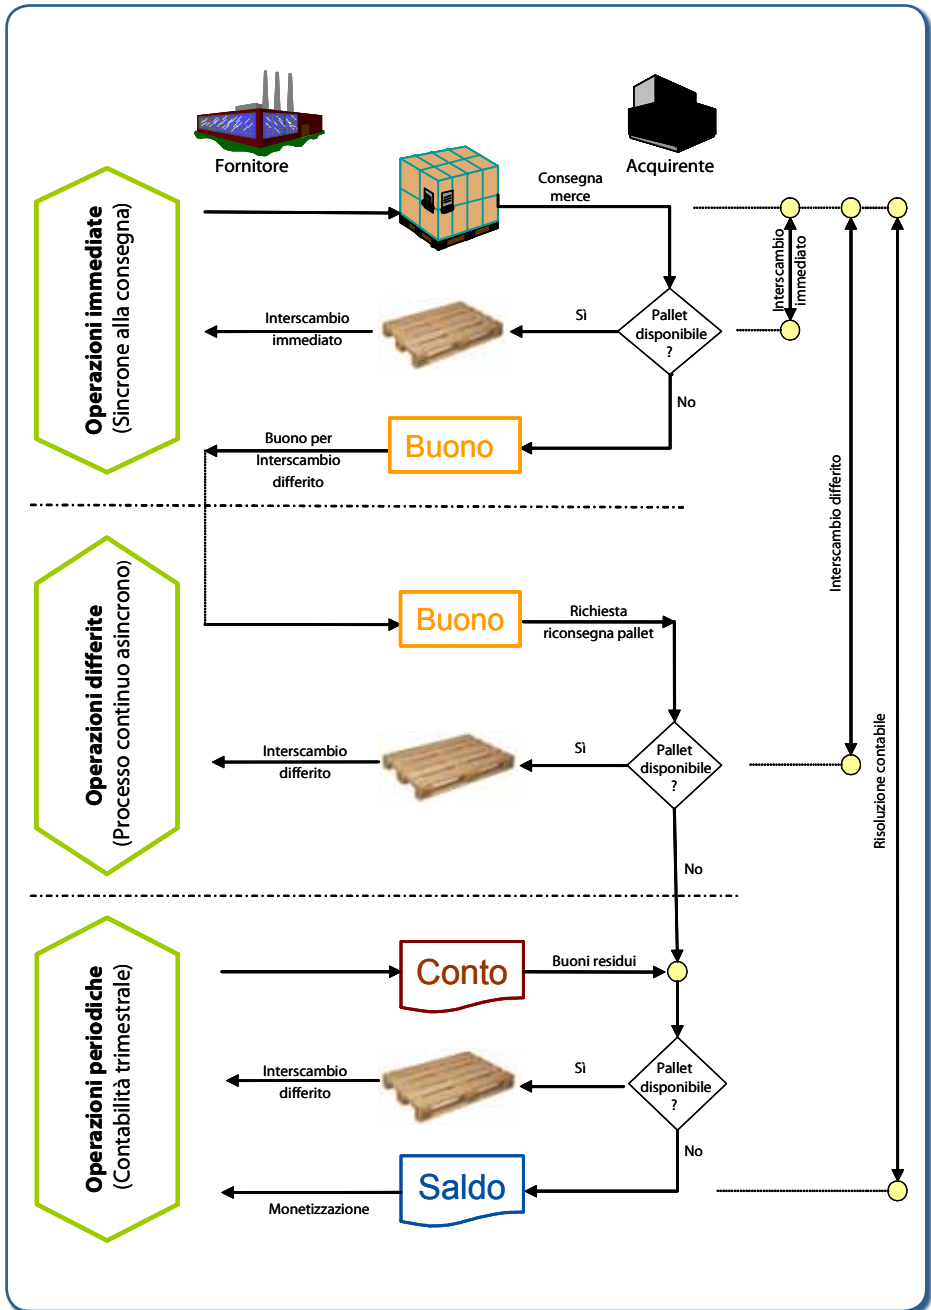 Fornitore
Acquirente
Consegna
merce
Operazioni immediate
(Sincrone alla consegna)
Interscambio
immediato
Sì
Pallet
disponibile
?
Interscambio
immediato
No
Buono per
Interscambio
differito
Buono
Interscambio differito
Operazioni differite
(Processo continuo asincrono)
Buono
Richiesta
riconsegna pallet
Interscambio
differito
Sì
Pallet
disponibile
?
Risoluzione contabile
No
Operazioni periodiche
(Contabilità trimestrale)
Conto
Buoni residui
Interscambio
differito
Sì
Pallet
disponibile
?
No
Saldo
Monetizzazione